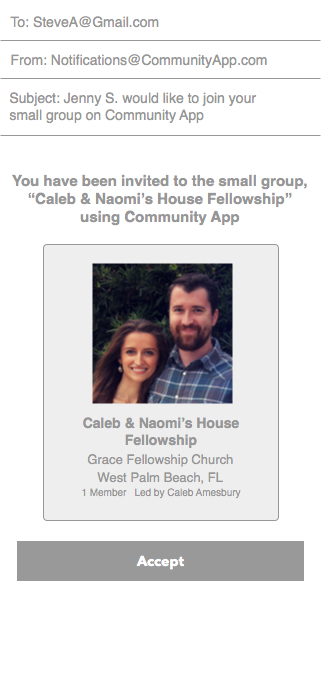 To: SteveA@Gmail.com
From: Notifications@CommunityApp.com
Subject: Jenny S. would like to join your
small group on Community App
You have been invited to the small group,
“Caleb & Naomi’s House Fellowship”
using Community App
Caleb & Naomi’s House
Fellowship
Grace Fellowship Church
West Palm Beach, FL
1 Member Led by Caleb Amesbury
Accept